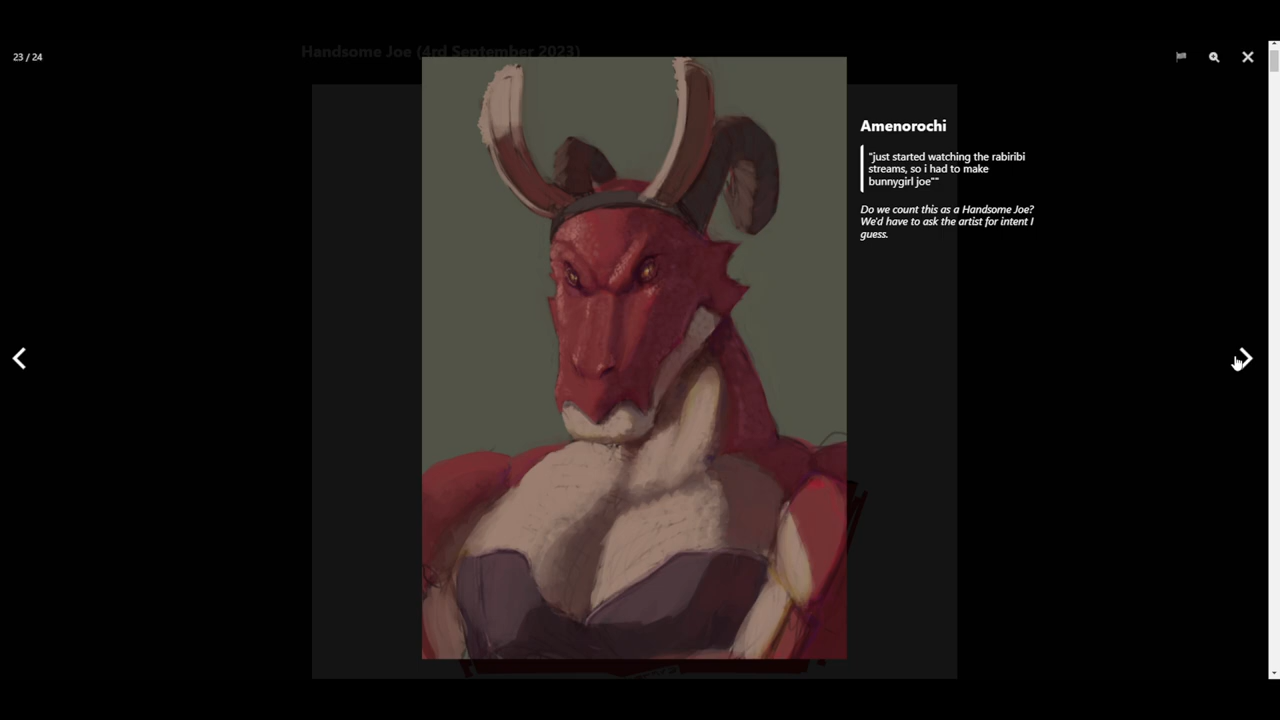 Handsome Joe (4rd September 2023)
23 / 24
Amenorochi
"just started watching the rabiribi
streams, so i had to make
bunnygirl joe""
Do we count this as a Handsome Joe?
We'd have to ask the artist for intent I
guess.